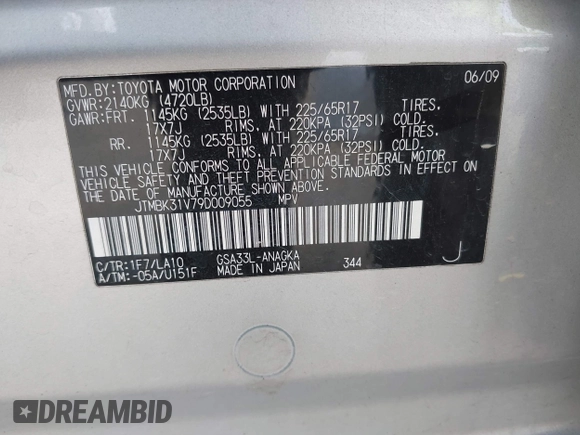 MFD.BY:TOYOTA MOTOR CORPORATION 06/09
GVWR:2140KG (4720LB)
GAWR:FRT. 1145KG (2535LB) WITH 225/65R17 TIRES,
17X7J RIMS, AT 220KPA (32PSI) COLD.
RR. 1145KG (2535LB) WITH 225/65R17 TIRES,
17X7J RIMS, AT 220KPA (32PSI) COLD.
THIS VEHICLE CONFORMS TO ALL APPLICABLE FEDERAL MOTOR
VEHICLE SAFETY AND THEFT PREVENTION STANDARDS IN EFFECT
ON THE DATE OF MANUFACTURE SHOWN ABOVE.
JTMBK31V79D009055 MPV
C/TR:1F7/LA10 GSA33L-ANAGKA 344 J
A/TM:-05A/U151F MADE IN JAPAN
DREAMBID